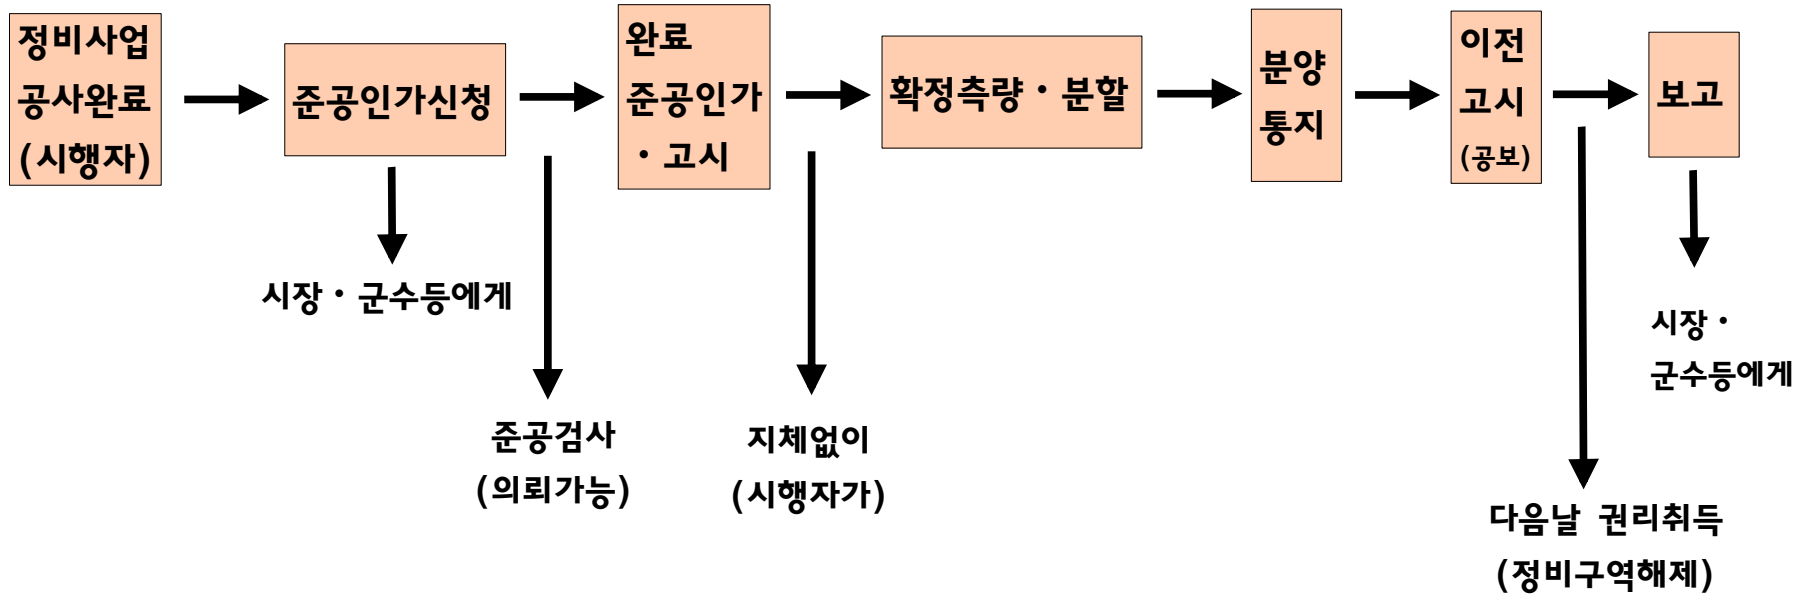 정비사업
공사완료
(시행자)
준공인가신청
완료
준공인가
·고시
확정측량·분할
분양
통지
이전
고시
(공보)
보고
시장·군수등에게
준공검사
(의뢰가능)
지체없이
(시행자가)
다음날 권리취득
(정비구역해제)
시장·
군수등에게